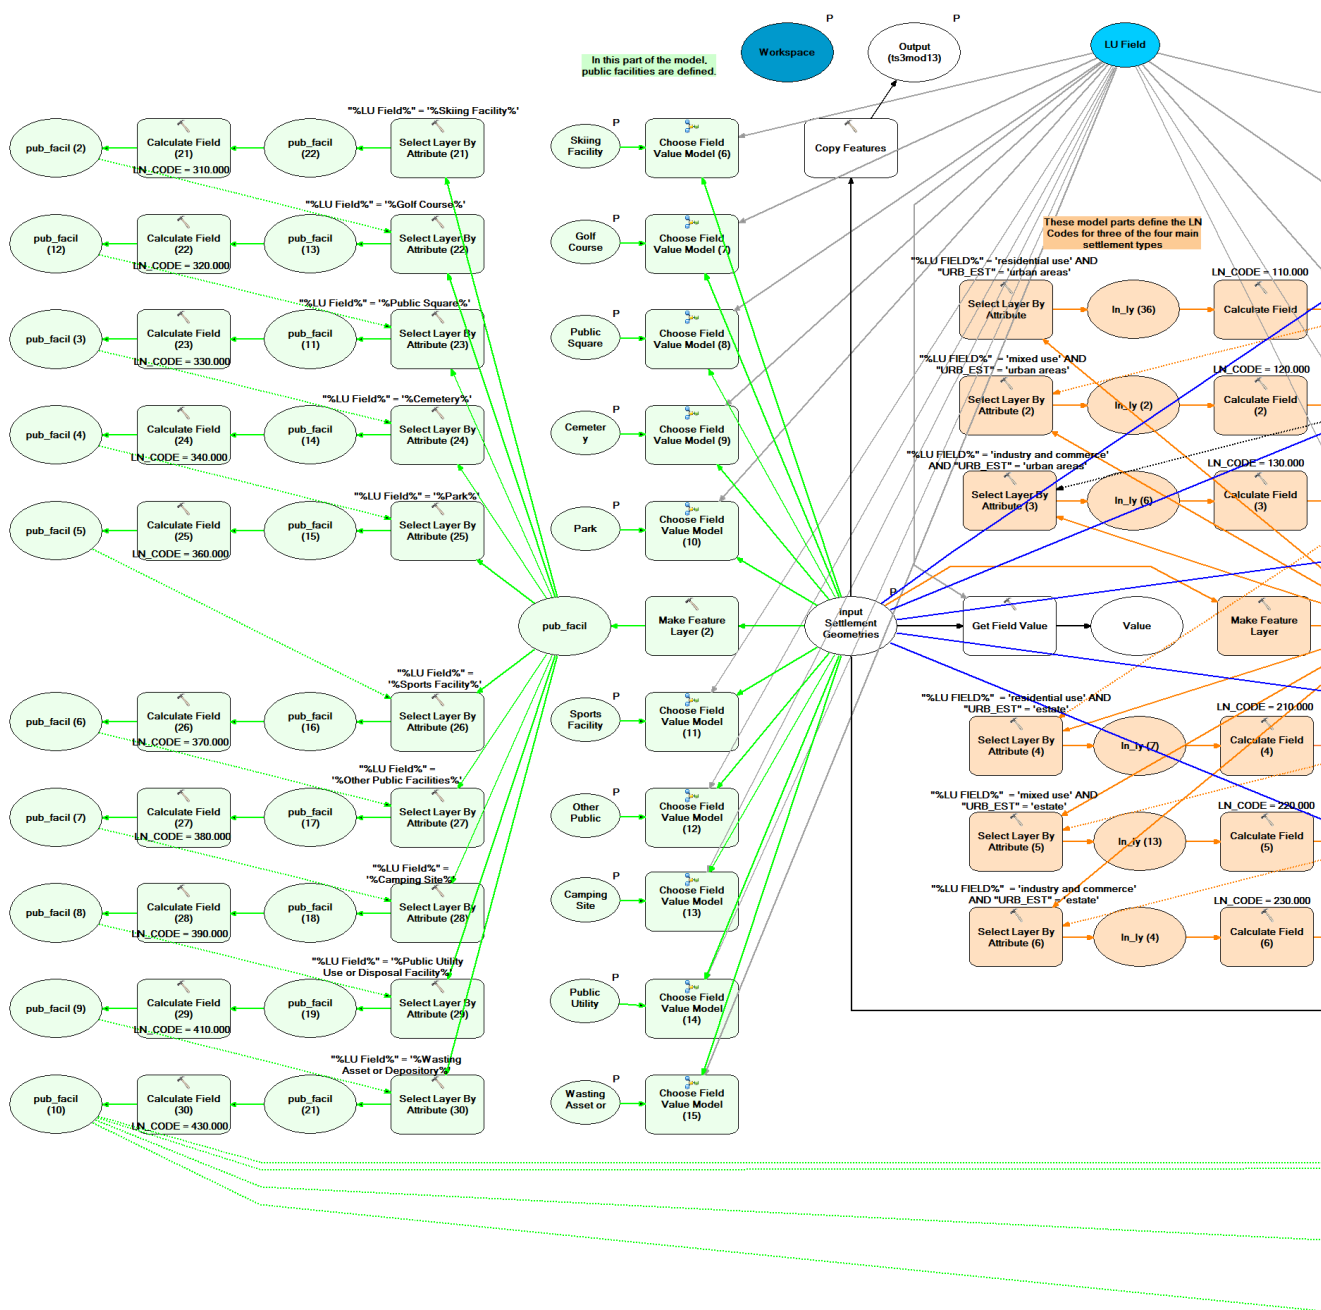 P
P
Workspace
Output
(ts3mod13)
LU Field
In this part of the model,
public facilities are defined.
"%LU Field%" = '%Skiing Facility%'
pub_facil (2)
Calculate Field
(21)
LN_CODE = 310.000
pub_facil
(22)
Select Layer By
Attribute (21)
P
Skiing
Facility
Choose Field
Value Model (6)
Copy Features
"%LU Field%" = '%Golf Course%'
pub_facil
(12)
Calculate Field
(22)
LN_CODE = 320.000
pub_facil
(13)
Select Layer By
Attribute (22)
P
Golf
Course
Choose Field
Value Model (7)
These model parts define the LN
Codes for three of the four main
settlement types
"%LU Field%" = '%Public Square%'
pub_facil (3)
Calculate Field
(23)
LN_CODE = 330.000
pub_facil
(11)
Select Layer By
Attribute (23)
P
Public
Square
Choose Field
Value Model
(8)
"%LU FIELD%" = 'residential use' AND
"URB_EST" = 'urban areas'
Select Layer By
Attribute
In_ly (36)
LN_CODE = 110.000
Calculate Field
"%LU Field%" = '%Cemetery%'
pub_facil (4)
Calculate Field
(24)
LN_CODE = 340.000
pub_facil
(14)
Select Layer By
Attribute (24)
P
Cemeter
y
Choose Field
Value Model (9)
"%LU FIELD%" = 'mixed use' AND
"URB_EST" = 'urban areas'
Select Layer By
Attribute (2)
In_ly (2)
LN_CODE = 120.000
Calculate Field
(2)
"%LU Field%" = '%Park%'
pub_facil (5)
Calculate Field
(25)
LN_CODE = 360.000
pub_facil
(15)
Select Layer By
Attribute (25)
P
Park
Choose Field
Value Model
(10)
"%LU FIELD%" = 'industry and commerce'
AND "URB_EST" = 'urban areas'
Select Layer By
Attribute (3)
In_ly (6)
LN_CODE = 130.000
Calculate Field
(3)
pub_facil
Make Feature
Layer (2)
P
input
Settlement
Geometries
Get Field Value
Value
Make Feature
Layer
"%LU Field%" =
'%Sports Facility%'
pub_facil (6)
Calculate Field
(26)
LN_CODE = 370.000
pub_facil
(16)
Select Layer By
Attribute (26)
P
Sports
Facility
Choose Field
Value Model
(11)
"%LU FIELD%" = 'residential use' AND
"URB_EST" = 'estate'
Select Layer By
Attribute (4)
In_ly (7)
LN_CODE = 210.000
Calculate Field
(4)
"%LU Field%" =
'%Other Public Facilities%'
pub_facil (7)
Calculate Field
(27)
LN_CODE = 380.000
pub_facil
(17)
Select Layer By
Attribute (27)
P
Other
Public
Choose Field
Value Model
(12)
"%LU FIELD%" = 'mixed use' AND
"URB_EST" = 'estate'
Select Layer By
Attribute (5)
In_ly (13)
LN_CODE = 220.000
Calculate Field
(5)
"%LU Field%" =
'%Camping Site%'
pub_facil (8)
Calculate Field
(28)
LN_CODE = 390.000
pub_facil
(18)
Select Layer By
Attribute (28)
P
Camping
Site
Choose Field
Value Model
(13)
"%LU FIELD%" = 'industry and commerce'
AND "URB_EST" = 'estate'
Select Layer By
Attribute (6)
In_ly (4)
LN_CODE = 230.000
Calculate Field
(6)
"%LU Field%" = '%Public Utility
Use or Disposal Facility%'
pub_facil (9)
Calculate Field
(29)
LN_CODE = 410.000
pub_facil
(19)
Select Layer By
Attribute (29)
P
Public
Utility
Choose Field
Value Model
(14)
"%LU Field%" = '%Wasting
Asset or Depository%'
pub_facil
(10)
Calculate Field
(30)
LN_CODE = 430.000
pub_facil
(21)
Select Layer By
Attribute (30)
P
Wasting
Asset or
Choose Field
Value Model
(15)